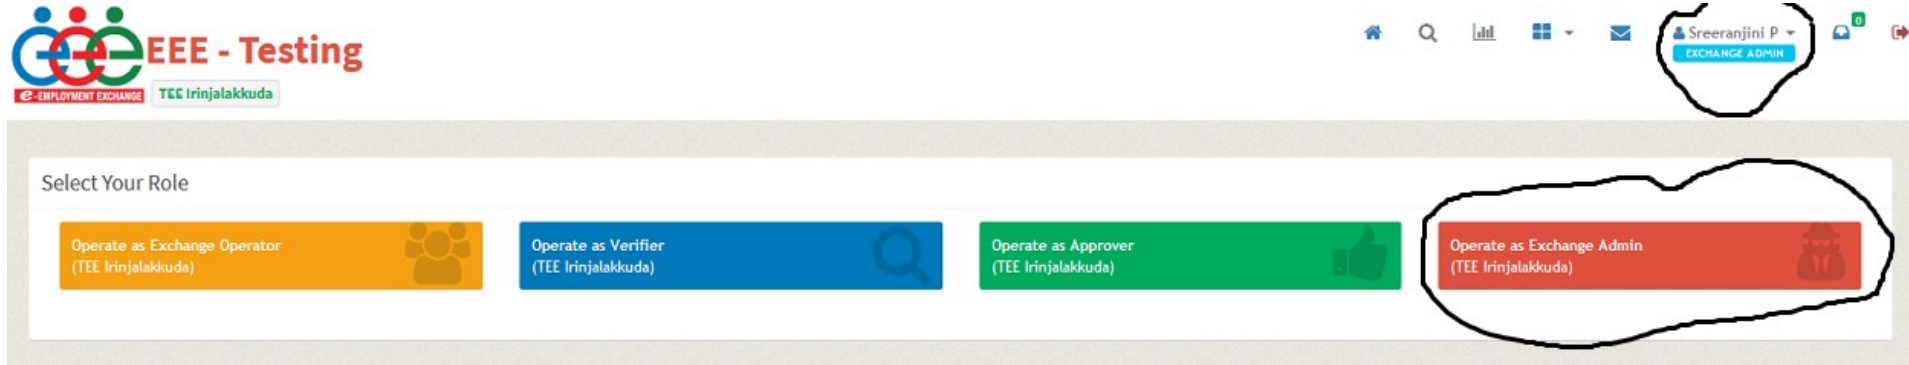 eee
EEE - Testing
e-EMPLOYMENT EXCHANGE
TEE Irinjalakkuda
Sreeranjini P
EXCHANGE ADMIN
0
Select Your Role
Operate as Exchange Operator
(TEE Irinjalakkuda)
Operate as Verifier
(TEE Irinjalakkuda)
Operate as Approver
(TEE Irinjalakkuda)
Operate as Exchange Admin
(TEE Irinjalakkuda)